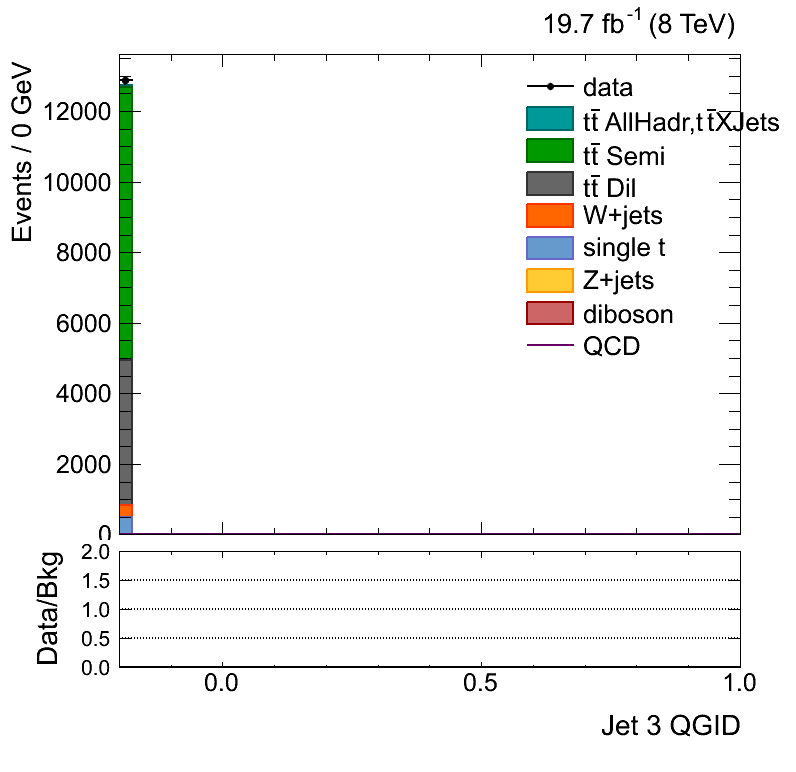 19.7 fb-1 (8 TeV)
Events / 0 GeV
12000
10000
8000
6000
4000
2000
0
data
tt̄ AllHadr,tt̄XJets
tt̄ Semi
tt̄ Dil
W+jets
single t
Z+jets
diboson
QCD
Data/Bkg
2.0
1.5
1.0
0.5
0.0
0.0 0.5 1.0
Jet 3 QGID